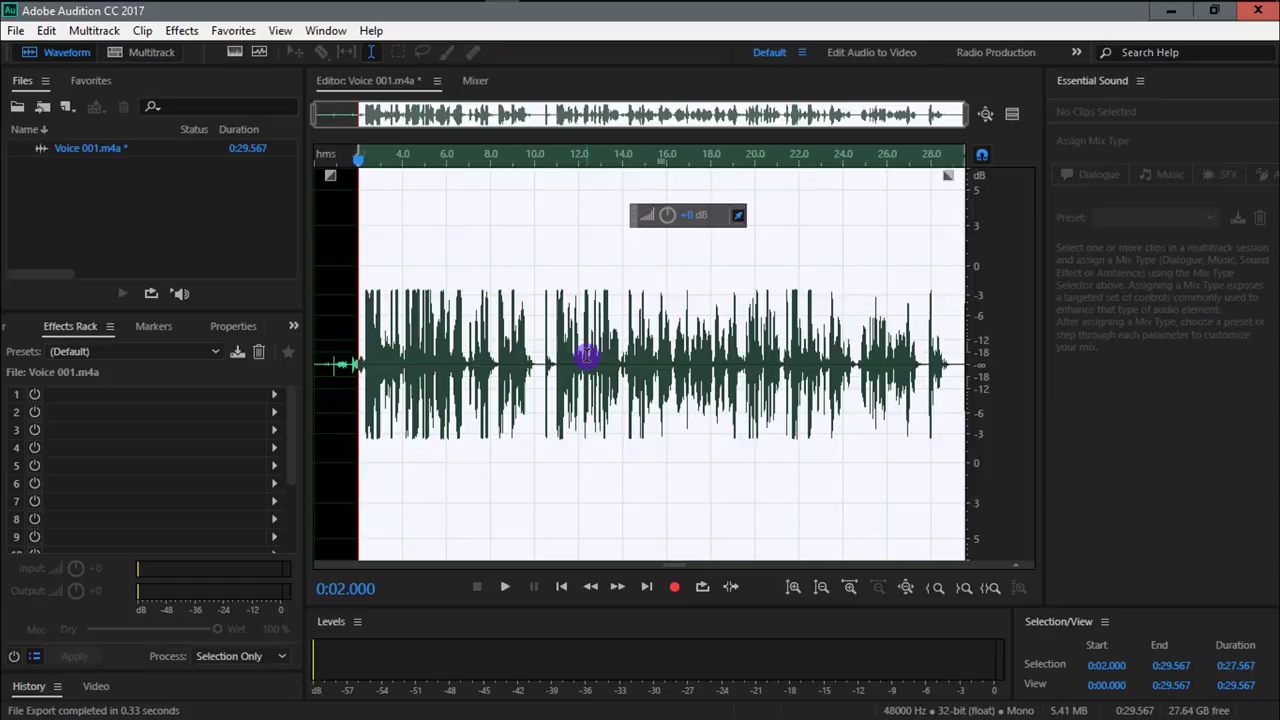 Au Adobe Audition CC 2017
File Edit Multitrack Clip Effects Favorites View Window Help
Waveform Multitrack Default Edit Audio to Video Radio Production Search Help
Files Favorites
Name Status Duration
Voice 001.m4a * 0:29.567
Effects Rack Markers Properties
Presets: (Default)
File: Voice 001.m4a
1
2
3
4
5
6
7
8
9
Input: +0
Output: +0
dB -48 -36 -24 -12 0
Mix: Dry Wet 100 %
Apply Process: Selection Only
History Video
Editor: Voice 001.m4a * Mixer
hms 4.0 6.0 8.0 10.0 12.0 14.0 16.0 18.0 20.0 22.0 24.0 26.0 28.0
+0 dB
dB
5
3
0
-3
-6
-12
-18
-∞
-18
-12
-6
-3
0
3
5
0:02.000
Levels
dB -57 -54 -51 -48 -45 -42 -39 -36 -33 -30 -27 -24 -21 -18 -15 -12 -9 -6 -3 0
Essential Sound
No Clips Selected
Assign Mix Type
Dialogue Music SFX
Preset:
Select one or more clips in a multitrack session
and assign a Mix Type (Dialogue, Music, Sound
Effect or Ambience) using the Mix Type
Selector above. Assigning a Mix Type exposes
a targeted set of controls commonly used to
enhance that type of audio element.
After assigning a Mix Type, choose a preset or
step through each parameter to customize
your mix.
Selection/View
Start End Duration
Selection 0:02.000 0:29.567 0:27.567
View 0:00.000 0:29.567 0:29.567
File Export completed in 0.33 seconds
48000 Hz ● 32-bit (float) ● Mono 5.41 MB 0:29.567 27.64 GB free